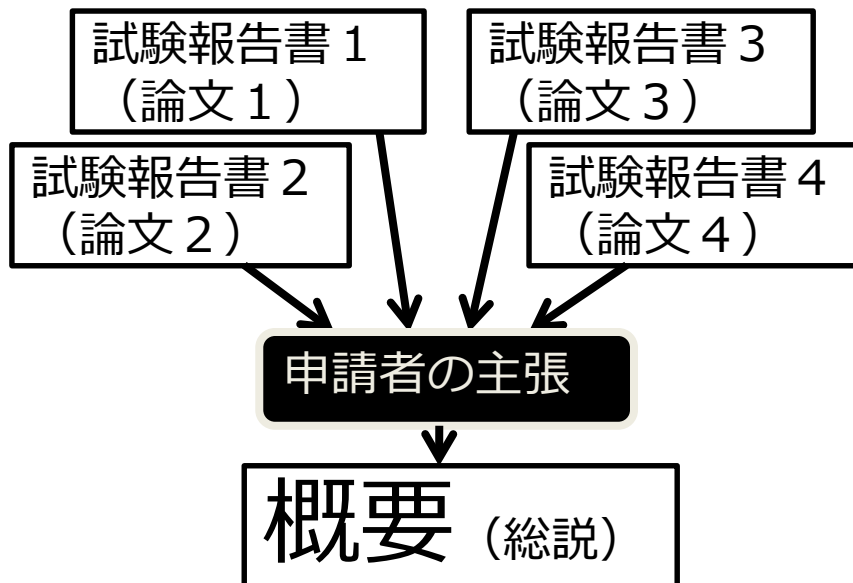 試験報告書１
（論文１）
試験報告書３
（論文３）
試験報告書２
（論文２）
試験報告書４
（論文４）
申請者の主張
概要（総説）